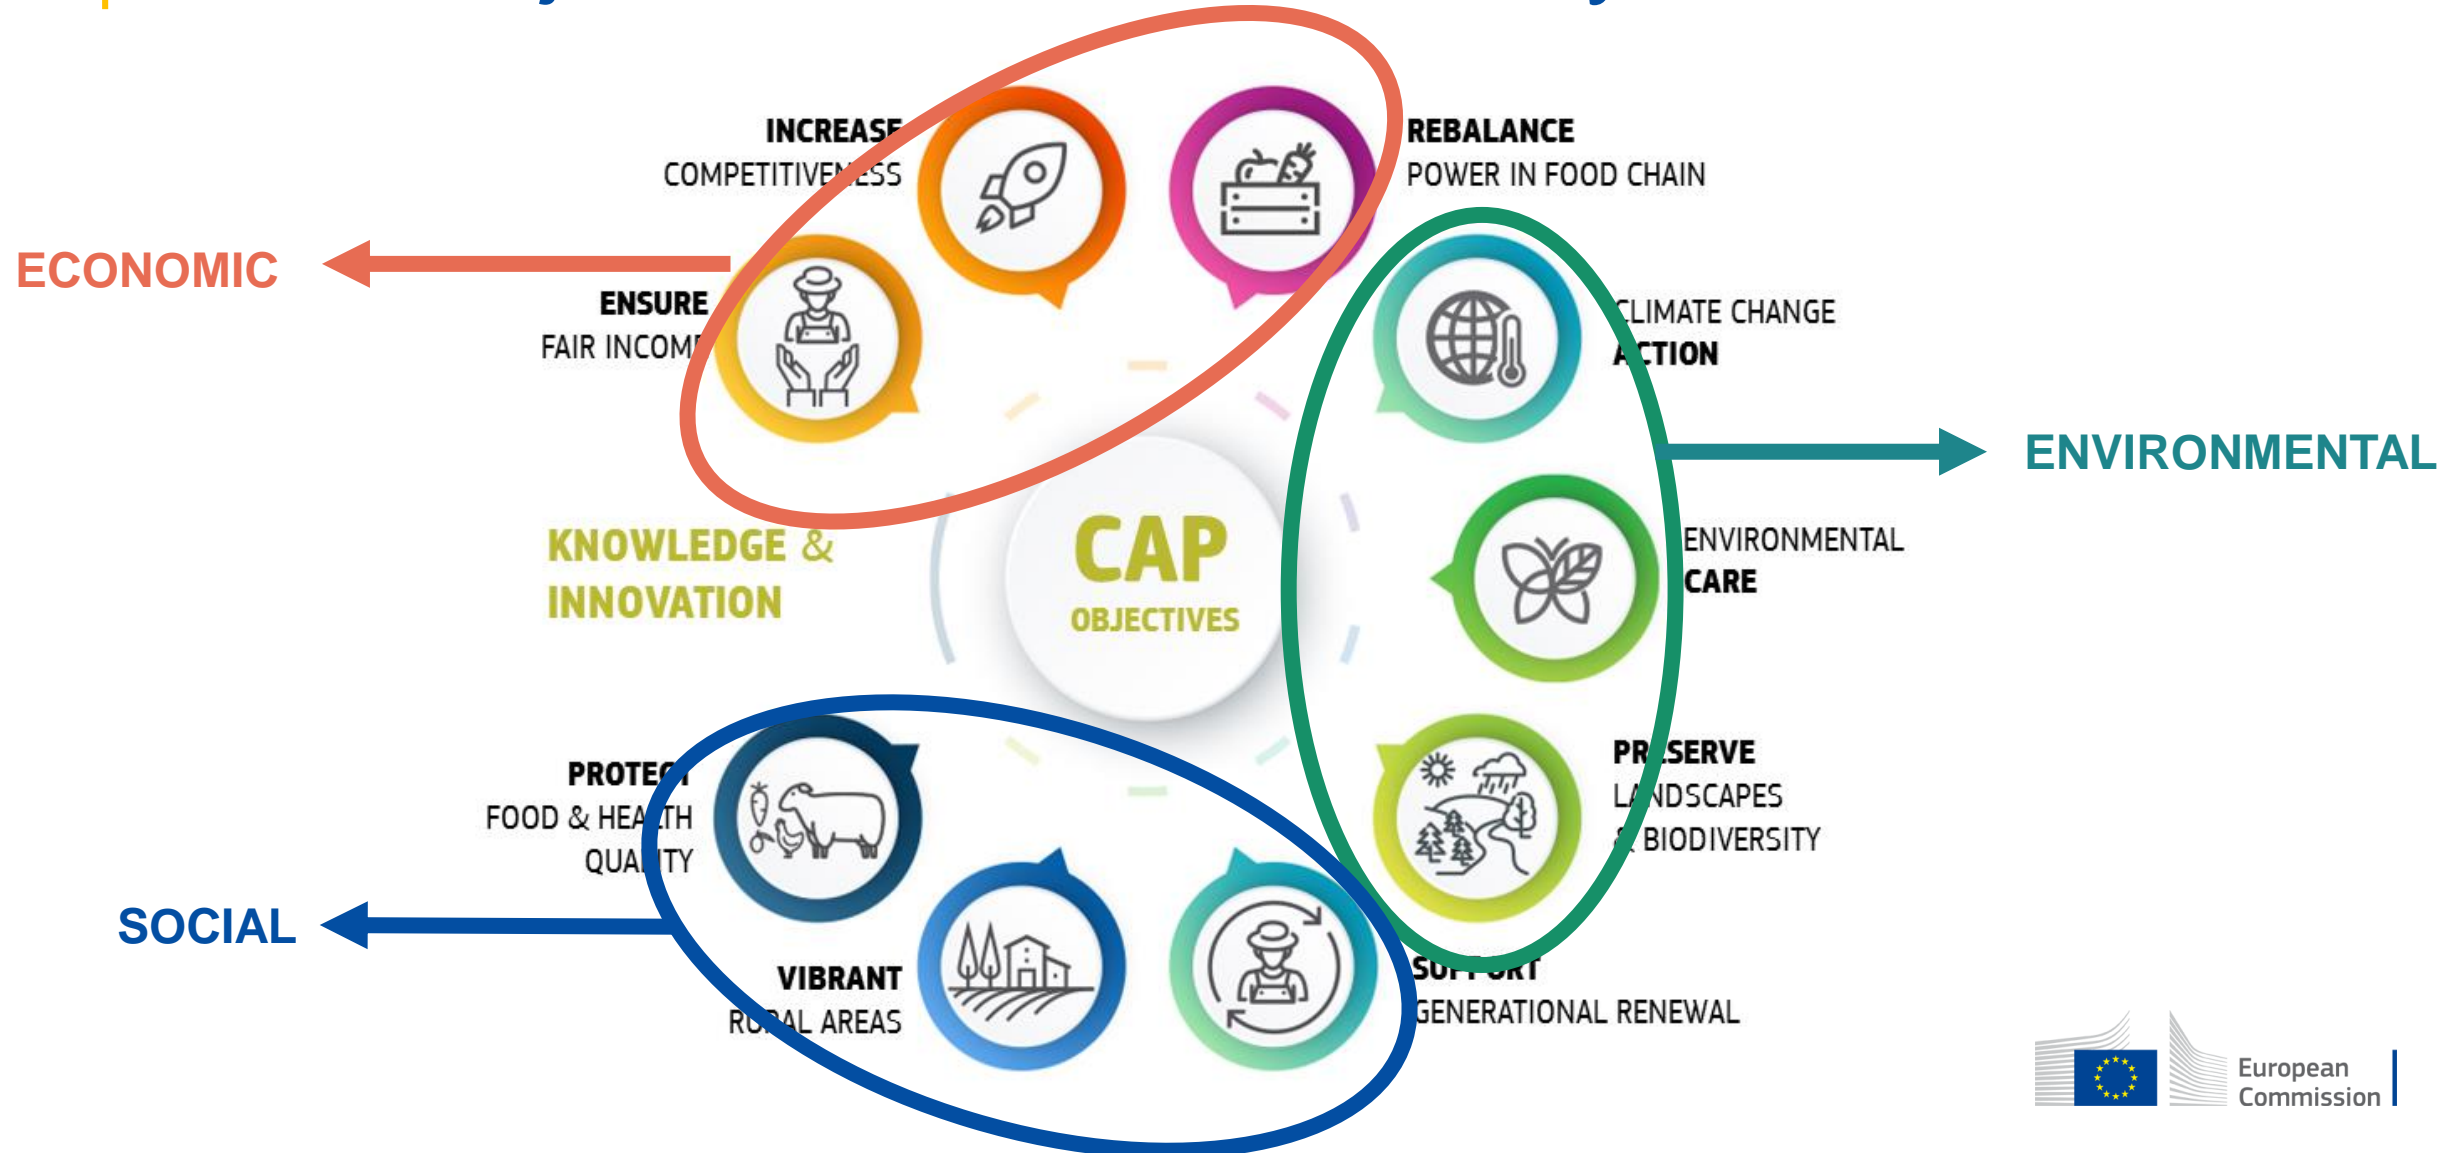 INCREASE
COMPETITIVENESS
REBALANCE
POWER IN FOOD CHAIN
ECONOMIC
ENSURE
FAIR INCOME
CLIMATE CHANGE
ACTION
ENVIRONMENTAL
KNOWLEDGE &
INNOVATION
CAP
OBJECTIVES
ENVIRONMENTAL
CARE
PROTECT
FOOD & HEALTH
QUALITY
PRESERVE
LANDSCAPES
& BIODIVERSITY
SOCIAL
VIBRANT
RURAL AREAS
SUPPORT
GENERATIONAL RENEWAL
European
Commission